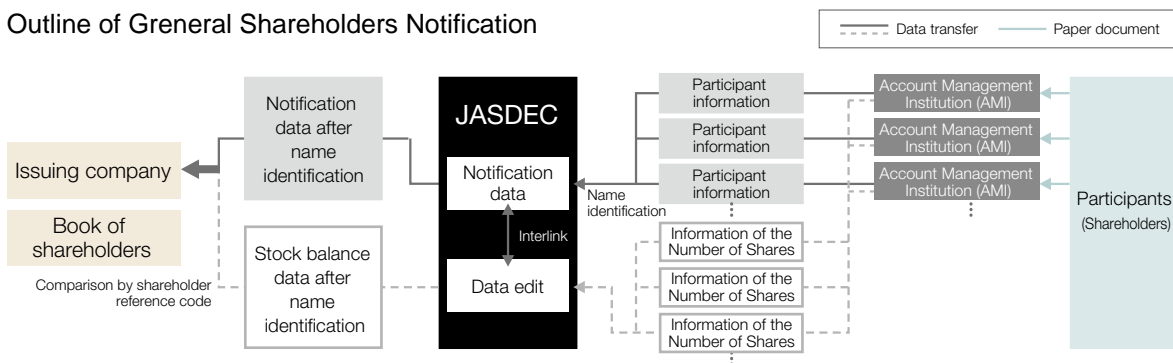 Outline of Greneral Shareholders Notification
Data transfer
Paper document
Issuing company
Book of
shareholders
Comparison by shareholder
reference code
Notification
data after
name
identification
Stock balance
data after
name
identification
JASDEC
Notification
data
Interlink
Data edit
Name
identification
Participant
information
Participant
information
Participant
information
Information of the
Number of Shares
Information of the
Number of Shares
Information of the
Number of Shares
Account Management
Institution (AMI)
Account Management
Institution (AMI)
Account Management
Institution (AMI)
Participants
(Shareholders)